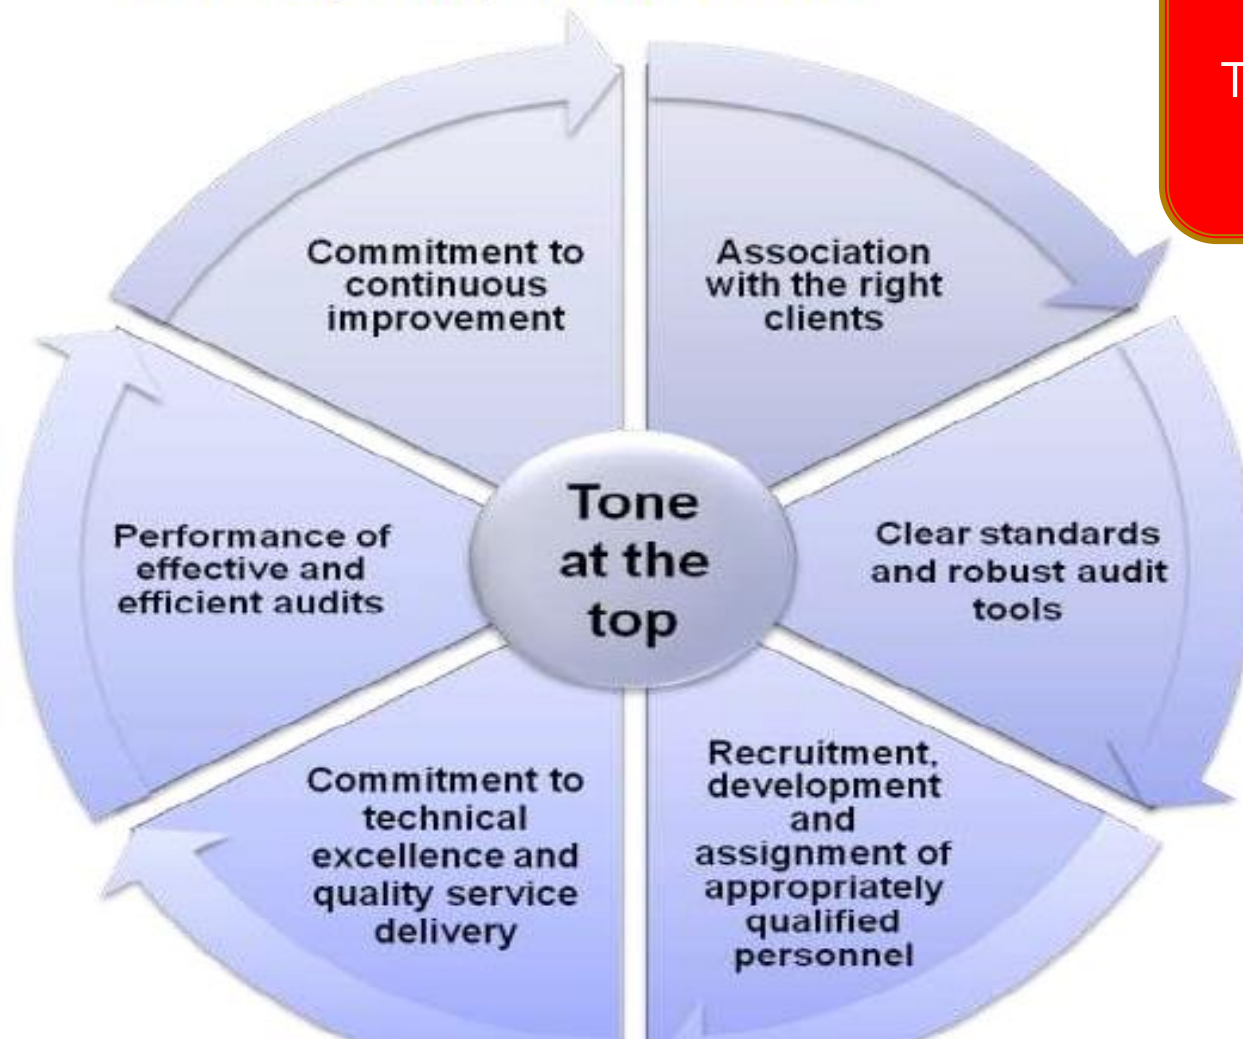 T
Commitment to
continuous
improvement
Association
with the right
clients
Tone
at the
top
Performance of
effective and
efficient audits
Clear standards
and robust audit
tools
Commitment to
technical
excellence and
quality service
delivery
Recruitment,
development
and
assignment of
appropriately
qualified
personnel